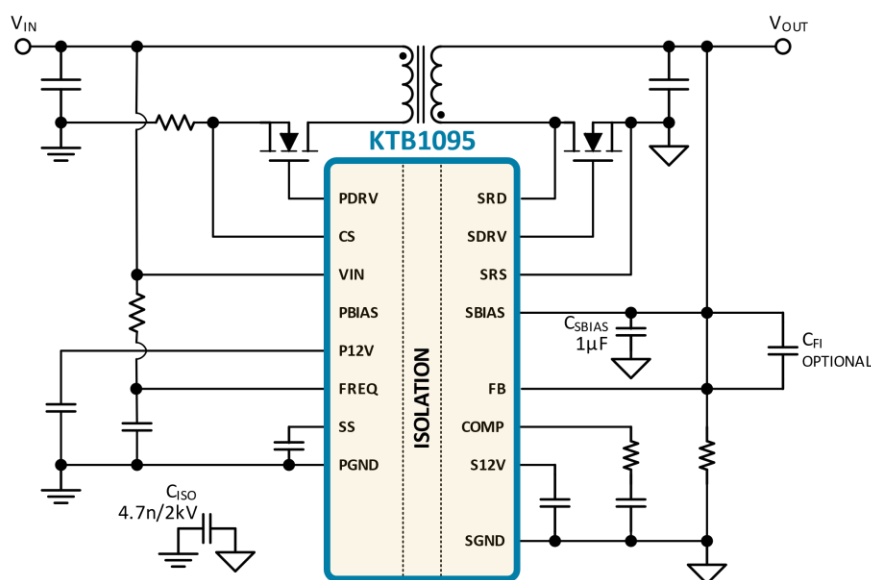 VIN
VOUT
KTB1095
PDRV
CS
VIN
PBIAS
P12V
FREQ
SS
PGND
ISOLATION
SRD
SDRV
SRS
SBIAS
FB
COMP
S12V
SGND
CSBIAS
1µF
CFI
OPTIONAL
CISO
4.7n/2kV